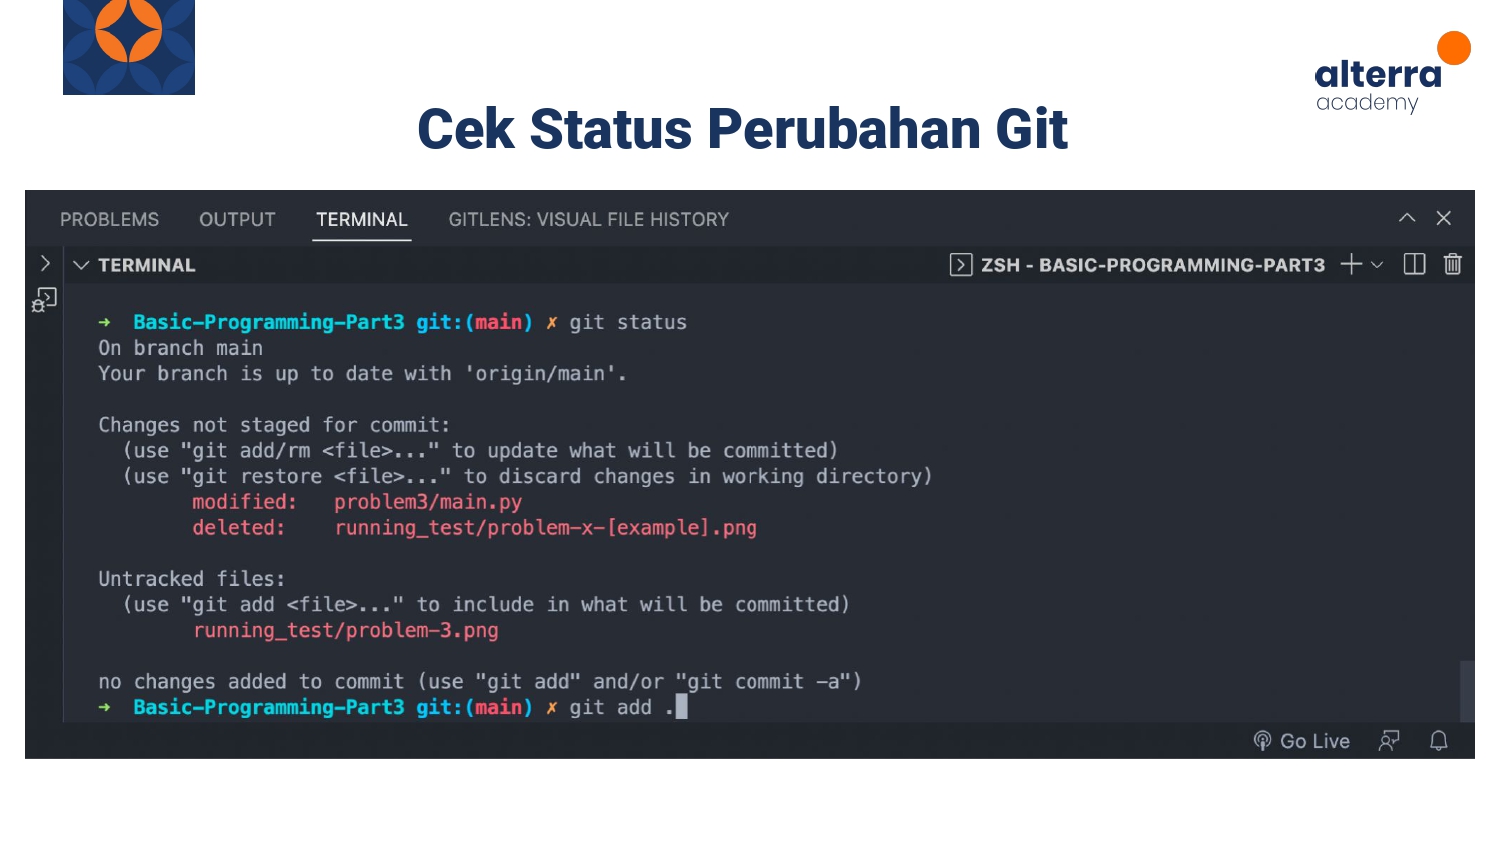 alterra
academy
Cek Status Perubahan Git
PROBLEMS OUTPUT TERMINAL GITLENS: VISUAL FILE HISTORY
TERMINAL ZSH - BASIC-PROGRAMMING-PART3
➜ Basic-Programming-Part3 git:(main) ✗ git status
On branch main
Your branch is up to date with 'origin/main'.
Changes not staged for commit:
(use "git add/rm <file>..." to update what will be committed)
(use "git restore <file>..." to discard changes in working directory)
modified: problem3/main.py
deleted: running_test/problem-x-[example].png
Untracked files:
(use "git add <file>..." to include in what will be committed)
running_test/problem-3.png
no changes added to commit (use "git add" and/or "git commit -a")
➜ Basic-Programming-Part3 git:(main) ✗ git add .
Go Live